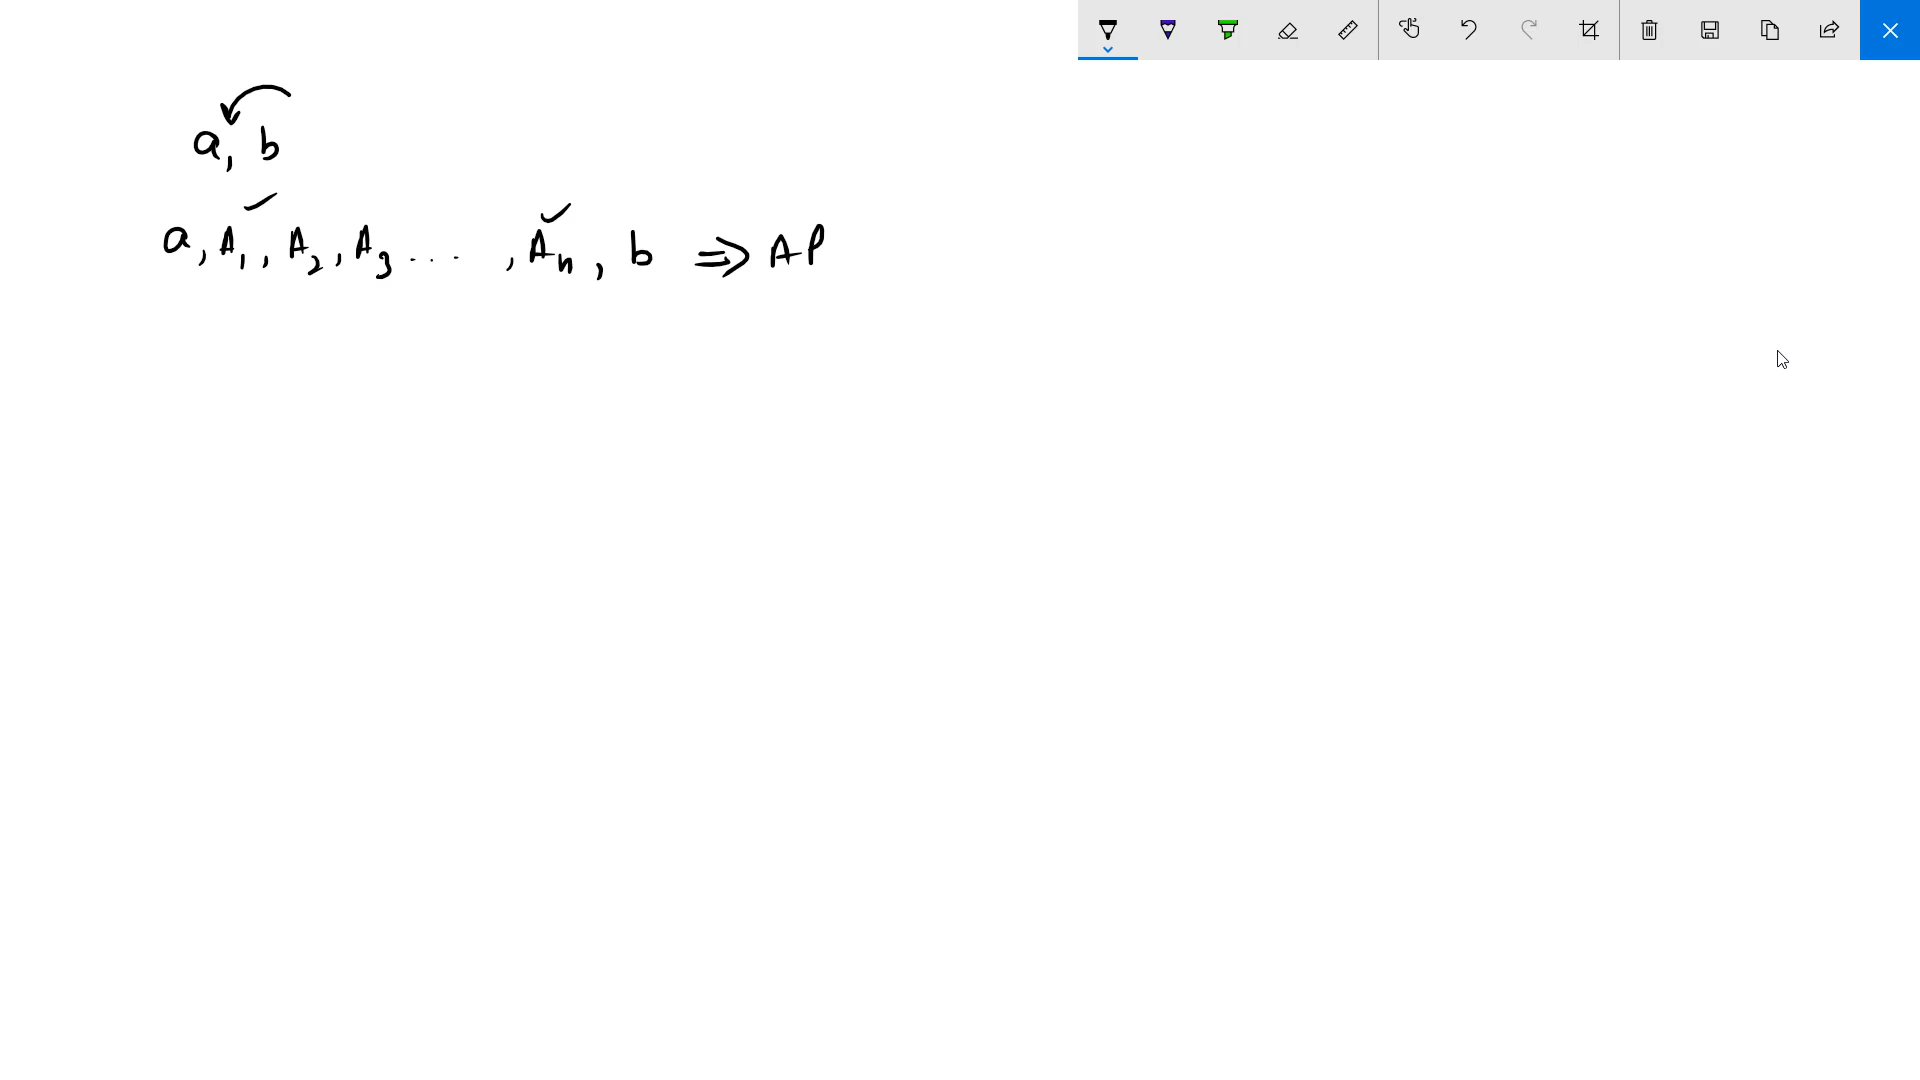 a, b
a, A₁, A₂, A₃ ...., Aₙ, b ⇒ AP